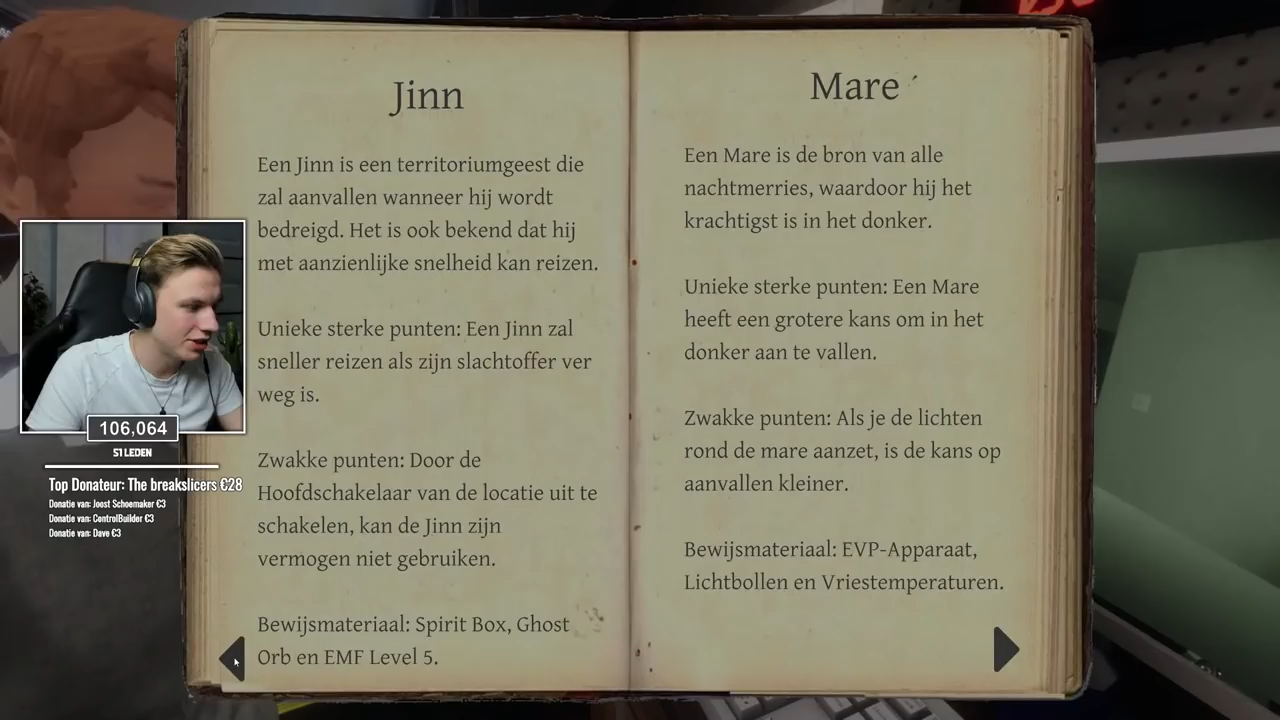 Jinn
Een Jinn is een territoriumgeest die
zal aanvallen wanneer hij wordt
bedreigd. Het is ook bekend dat hij
met aanzienlijke snelheid kan reizen.
Unieke sterke punten: Een Jinn zal
sneller reizen als zijn slachtoffer ver
weg is.
Zwakke punten: Door de
Hoofdschakelaar van de locatie uit te
schakelen, kan de Jinn zijn
vermogen niet gebruiken.
Bewijsmateriaal: Spirit Box, Ghost
Orb en EMF Level 5.
Mare
Een Mare is de bron van alle
nachtmerries, waardoor hij het
krachtigst is in het donker.
Unieke sterke punten: Een Mare
heeft een grotere kans om in het
donker aan te vallen.
Zwakke punten: Als je de lichten
rond de mare aanzet, is de kans op
aanvallen kleiner.
Bewijsmateriaal: EVP-Apparaat,
Lichtbollen en Vriestemperaturen.
106,064
51 LEDEN
Top Donateur: The breakslicers €28
Donatie van: Joost Schoemaker €3
Donatie van: ControlBuilder €3
Donatie van: Dave €3